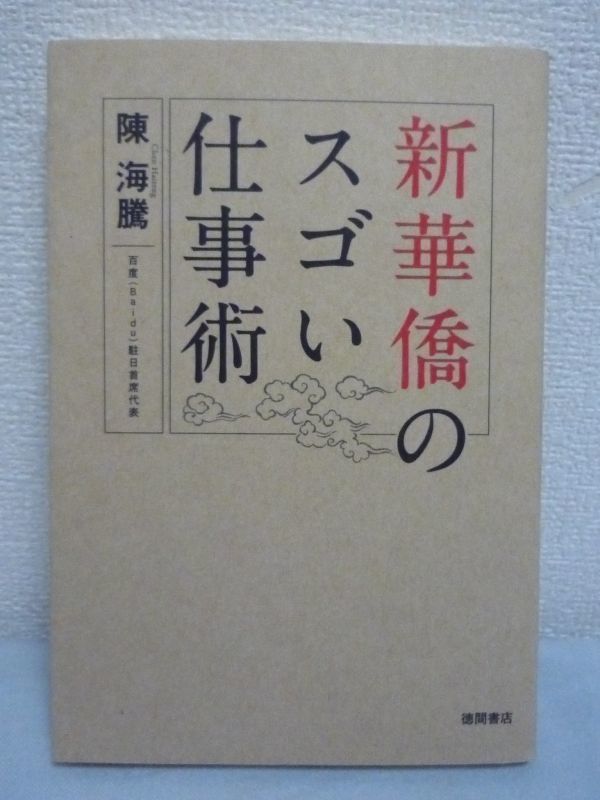 新華僑の
スゴい
仕事術
陳 海騰
Chen Haiteng
百度(Baidu)駐日首席代表
徳間書店